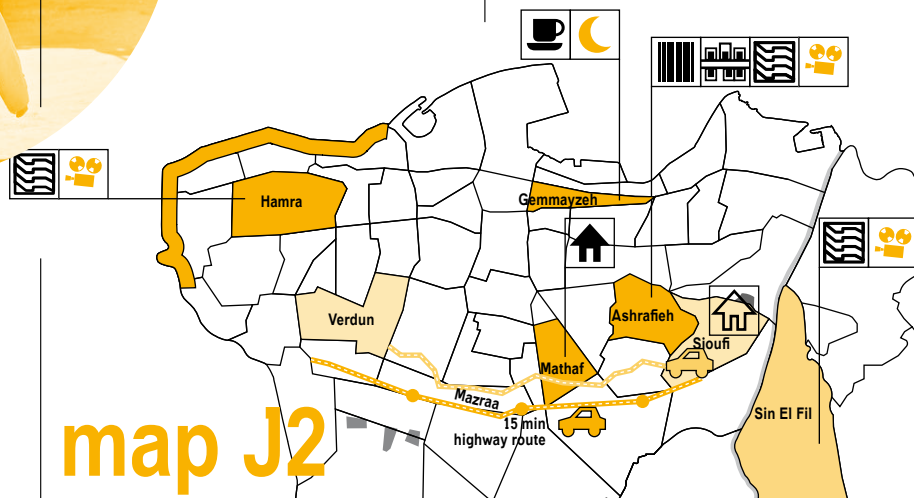 Hamra
Gemmayzeh
Verdun
Ashrafieh
Sioufi
Mathaf
Mazraa
15 min
highway route
Sin El Fil
map J2